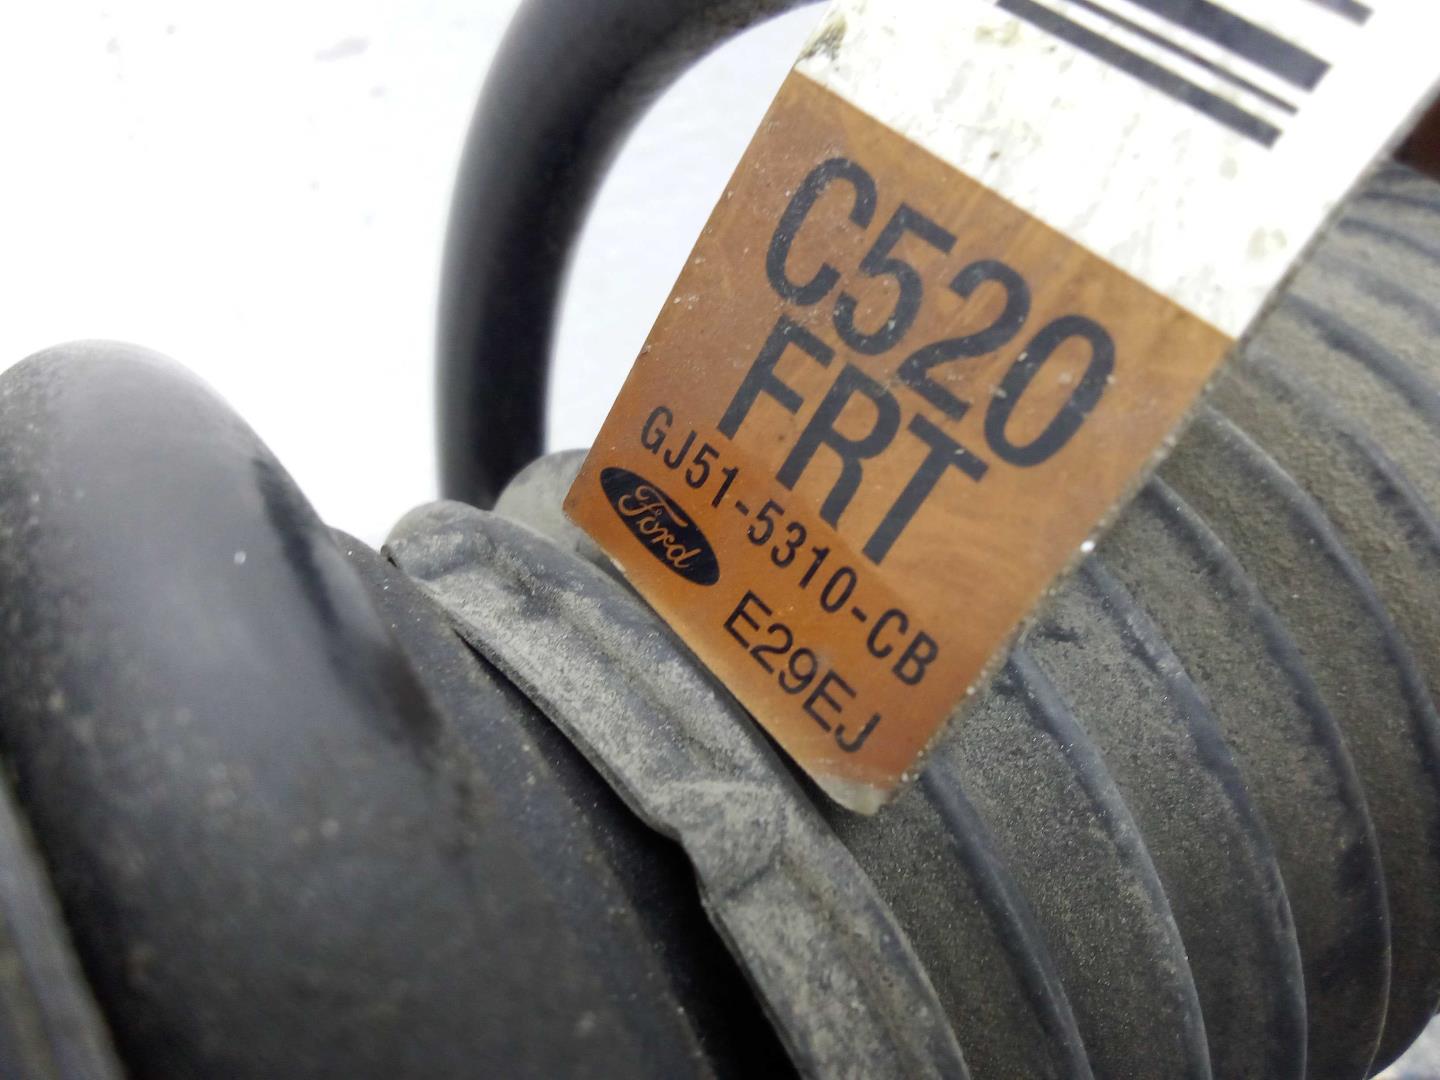 C520
FRT
GJ51-5310-CB
Ford
E29EJ